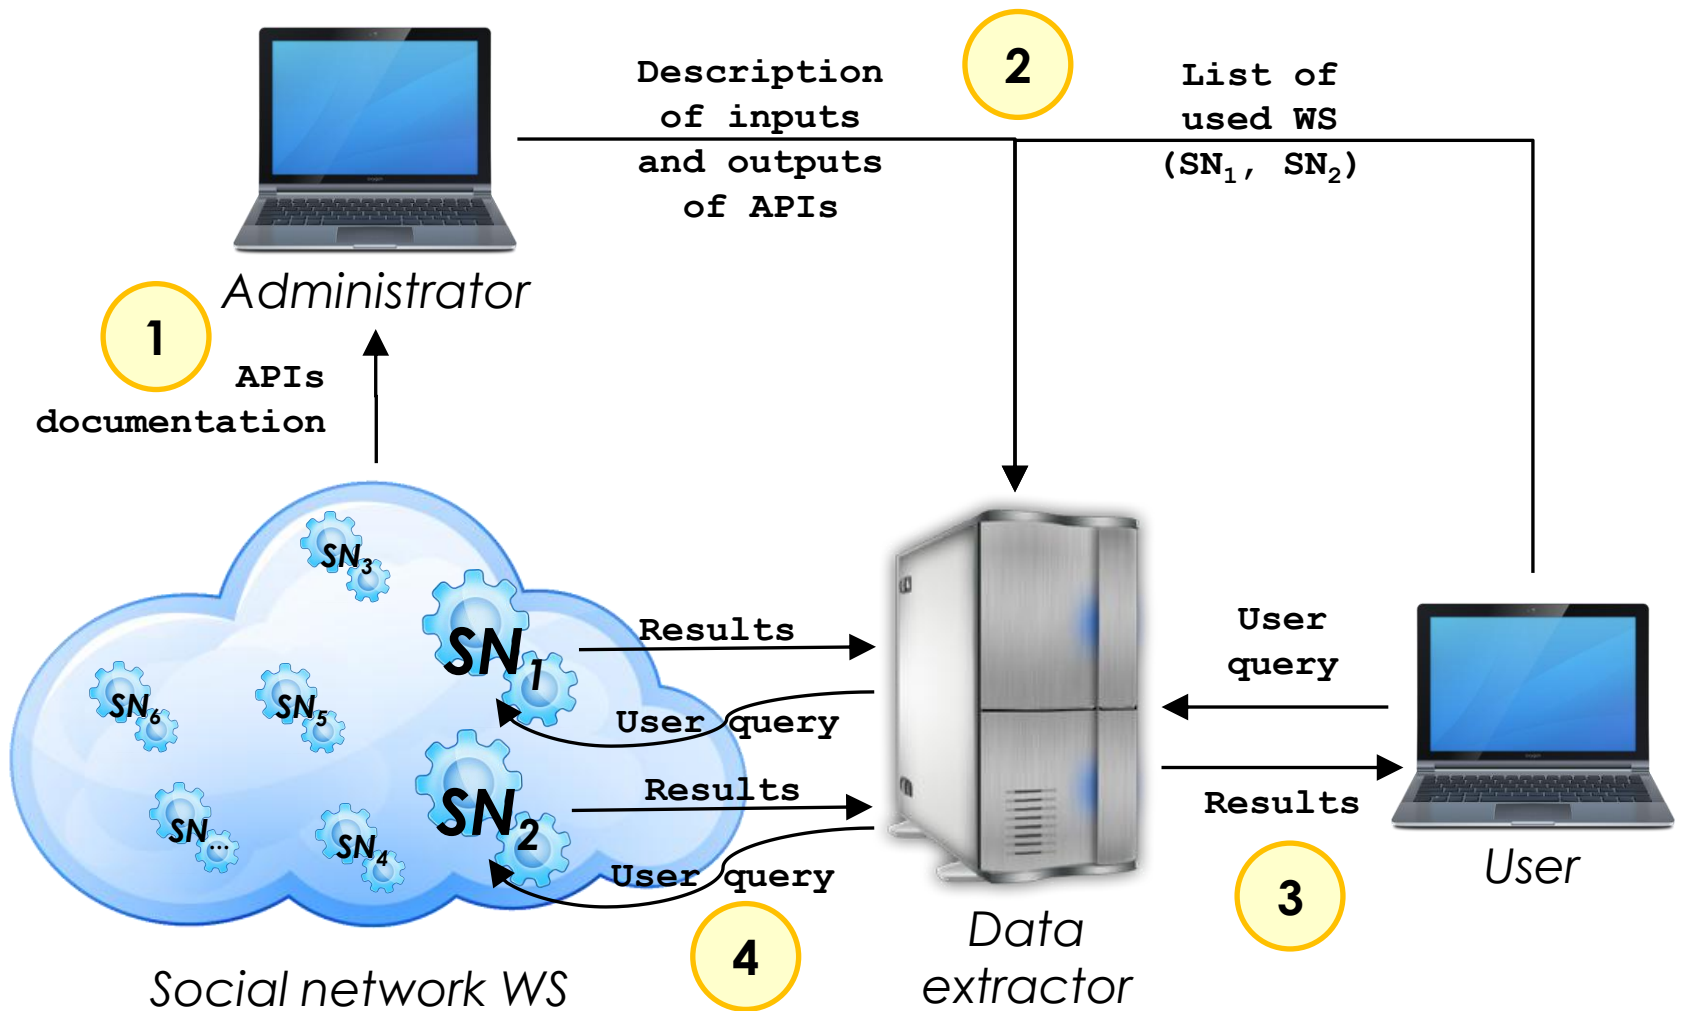 2
Description
of inputs
and outputs
of APIs
List of
used WS
(SN1, SN2)
Administrator
1
APIs
documentation
SN3
SN1
SN6
SN5
SN2
SN...
SN4
Results
User query
Results
User query
User
query
Results
User
3
4
Data
extractor
Social network WS